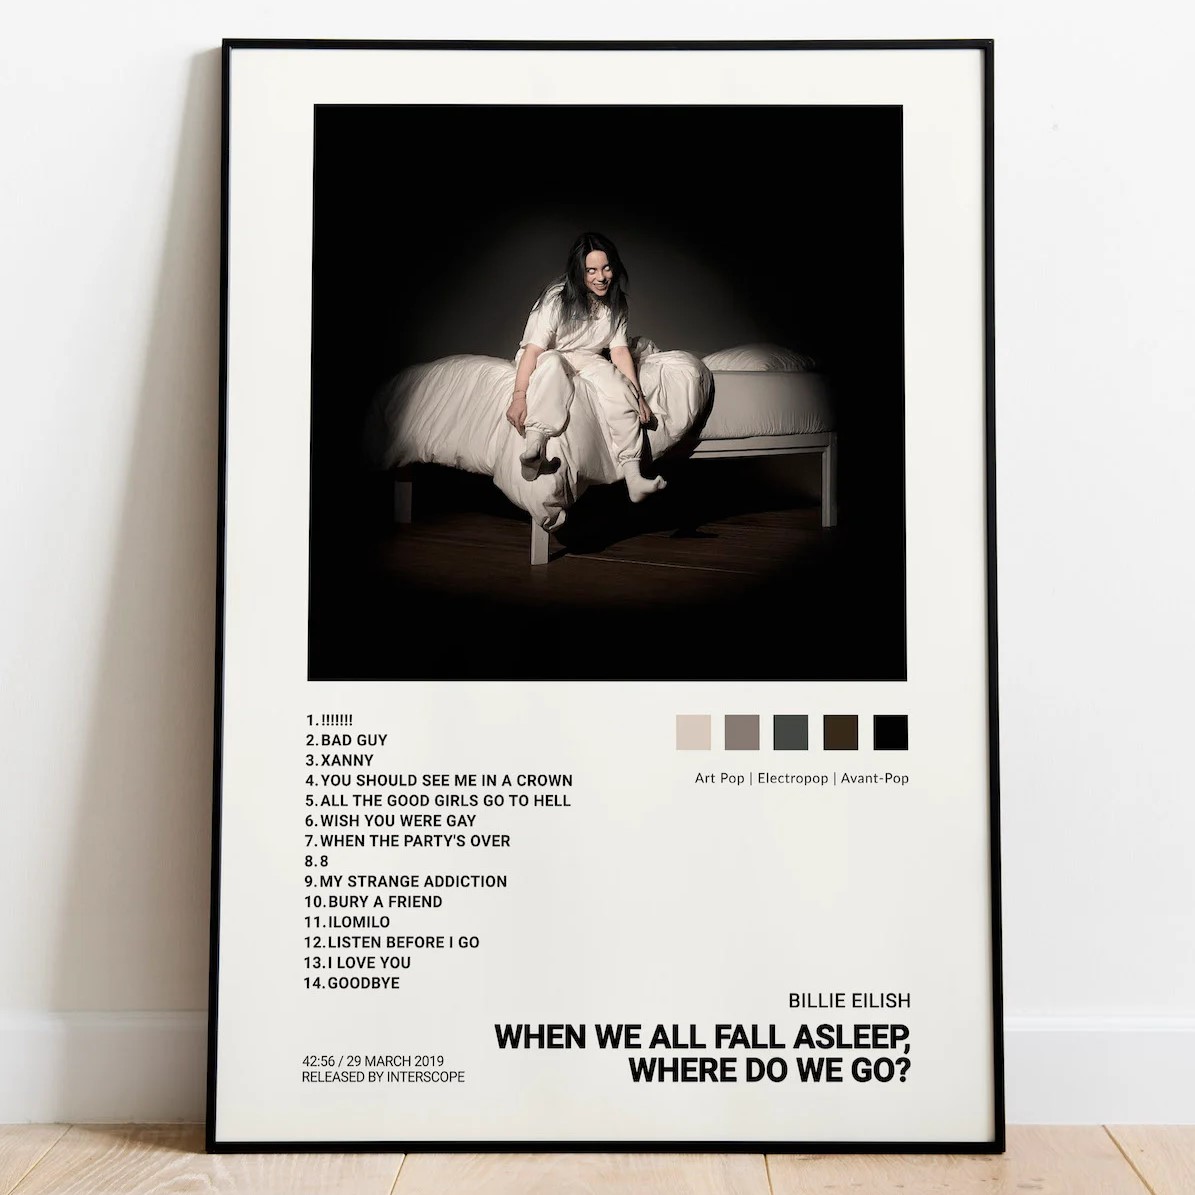 1.!!!!!!!
2.BAD GUY
3.XANNY
4.YOU SHOULD SEE ME IN A CROWN
5.ALL THE GOOD GIRLS GO TO HELL
6.WISH YOU WERE GAY
7.WHEN THE PARTY'S OVER
8.8
9.MY STRANGE ADDICTION
10.BURY A FRIEND
11.ILOMILO
12.LISTEN BEFORE I GO
13.I LOVE YOU
14.GOODBYE
Art Pop | Electropop | Avant-Pop
BILLIE EILISH
WHEN WE ALL FALL ASLEEP,
WHERE DO WE GO?
42:56 / 29 MARCH 2019
RELEASED BY INTERSCOPE